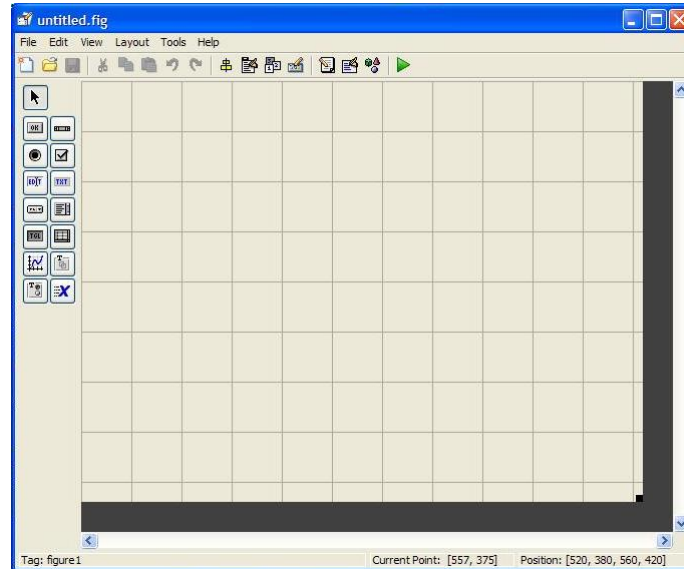 untitled.fig
File Edit View Layout Tools Help
OK
EDIT TXT
TGL
Tag: figure1 Current Point: [557, 375] Position: [520, 380, 560, 420]